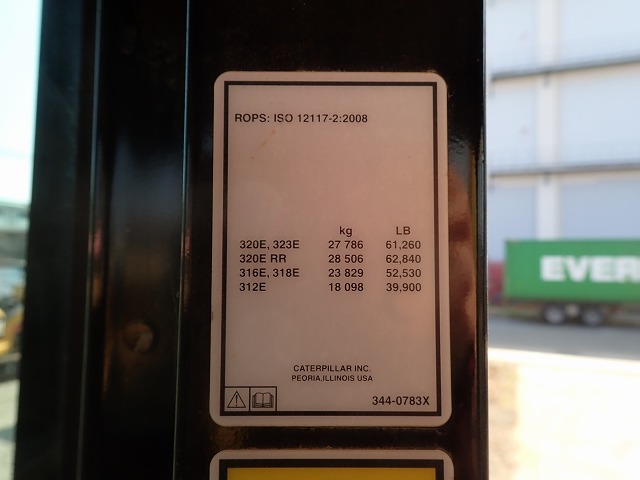 ROPS: ISO 12117-2:2008
kg LB
320E, 323E 27 786 61,260
320E RR 28 506 62,840
316E, 318E 23 829 52,530
312E 18 098 39,900
CATERPILLAR INC.
PEORIA,ILLINOIS USA
344-0783X
EVER